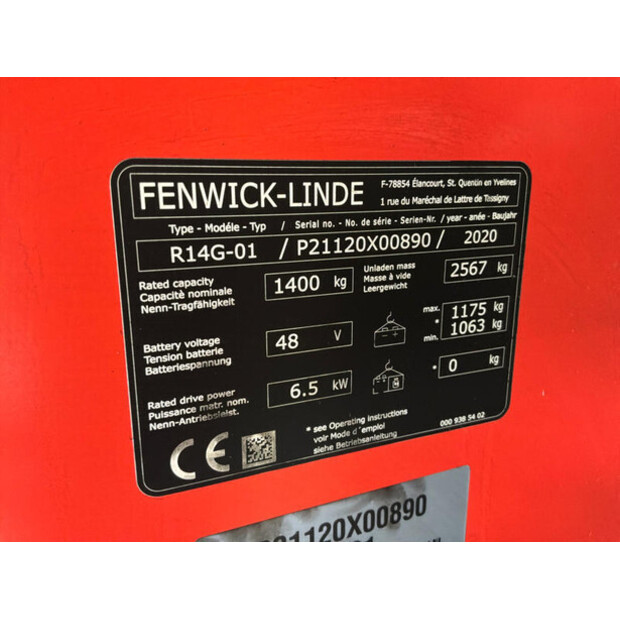 FENWICK-LINDE
F-78854 Élancourt, St. Quentin en Yvelines
1 rue du Maréchal de Lattre de Tassigny
Type - Modéle - Typ / Serial no. - No. de série - Serien-Nr. / year - anée - Baujahr
R14G-01 / P21120X00890 / 2020
Rated capacity
Capacitè nominale
Nenn-Tragfähigkeit
1400 kg
Unladen mass
Masse à vide
Leergewicht
2567 kg
Battery voltage
Tension batterie
Batteriespannung
48 V
max.
*
min.
1175 kg
1063 kg
Rated drive power
Puissance matr. nom.
Nenn-Antriebsleist.
6.5 kW
* 0 kg
* see Operating instructions
voir Mode d´emploi
siehe Betriebsanleitung
000 938 54 02
CE
P21120X00890